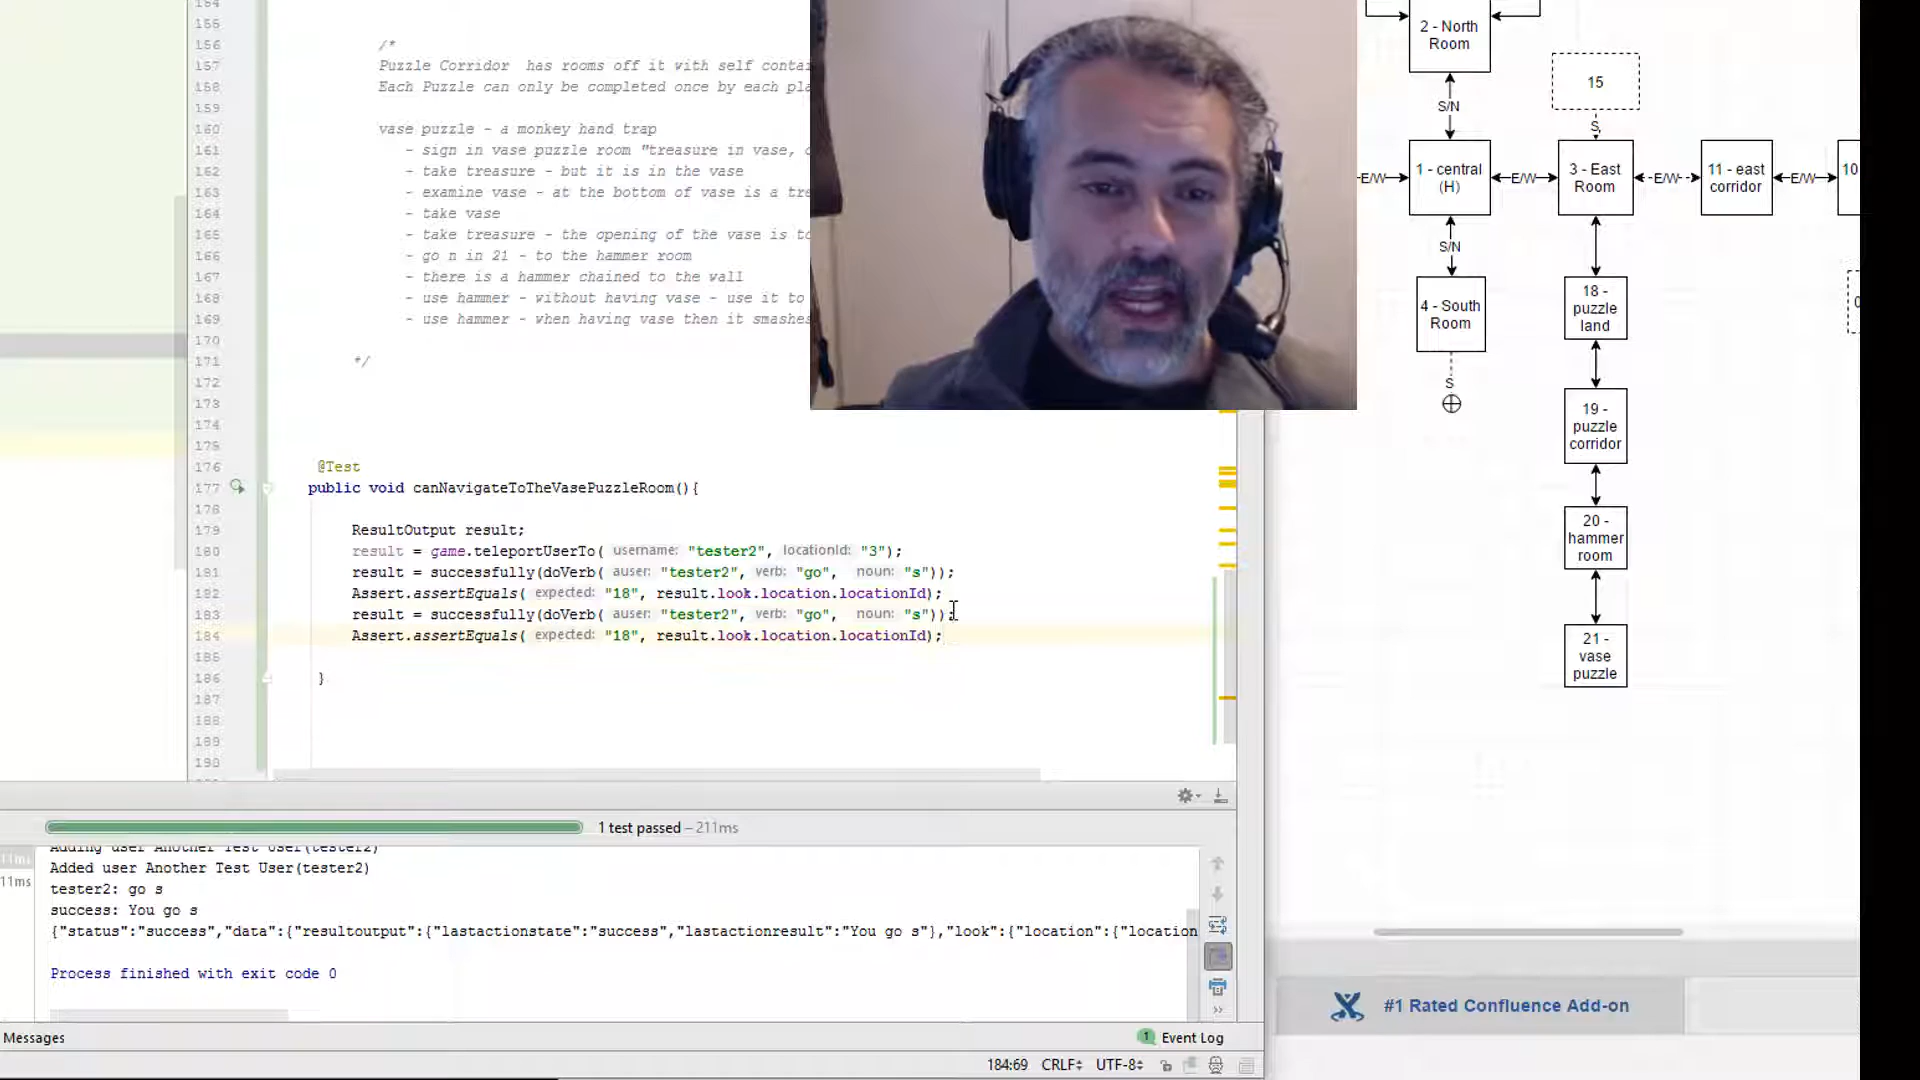 154
155
156 /*
157 Puzzle Corridor has rooms off it with self contai
158 Each Puzzle can only be completed once by each pla
159
160 vase puzzle - a monkey hand trap
161 - sign in vase puzzle room "treasure in vase,
162 - take treasure - but it is in the vase
163 - examine vase - at the bottom of vase is a tre
164 - take vase
165 - take treasure - the opening of the vase is to
166 - go n in 21 - to the hammer room
167 - there is a hammer chained to the wall
168 - use hammer - without having vase - use it to
169 - use hammer - when having vase then it smashes
170
171 */
172
173
174
175
176 @Test
177 public void canNavigateToTheVasePuzzleRoom(){
178
179 ResultOutput result;
180 result = game.teleportUserTo( username: "tester2", locationId: "3");
181 result = successfully(doVerb( auser: "tester2", verb: "go", noun: "s"));
182 Assert.assertEquals( expected: "18", result.look.location.locationId);
183 result = successfully(doVerb( auser: "tester2", verb: "go", noun: "s"));
184 Assert.assertEquals( expected: "18", result.look.location.locationId);
185
186 }
187
188
189
190
1 test passed – 211ms
11ms
11ms
Adding user Another Test User(tester2)
Added user Another Test User(tester2)
tester2: go s
success: You go s
{"status":"success","data":{"resultoutput":{"lastactionstate":"success","lastactionresult":"You go s"},"look":{"location":{"location
Process finished with exit code 0
Messages
1 Event Log
184:69 CRLF UTF-8
2 - North
Room
S/N
15
S
E/W
1 - central
(H)
E/W
3 - East
Room
E/W
11 - east
corridor
E/W
10
S/N
4 - South
Room
S
18 -
puzzle
land
19 -
puzzle
corridor
20 -
hammer
room
21 -
vase
puzzle
#1 Rated Confluence Add-on